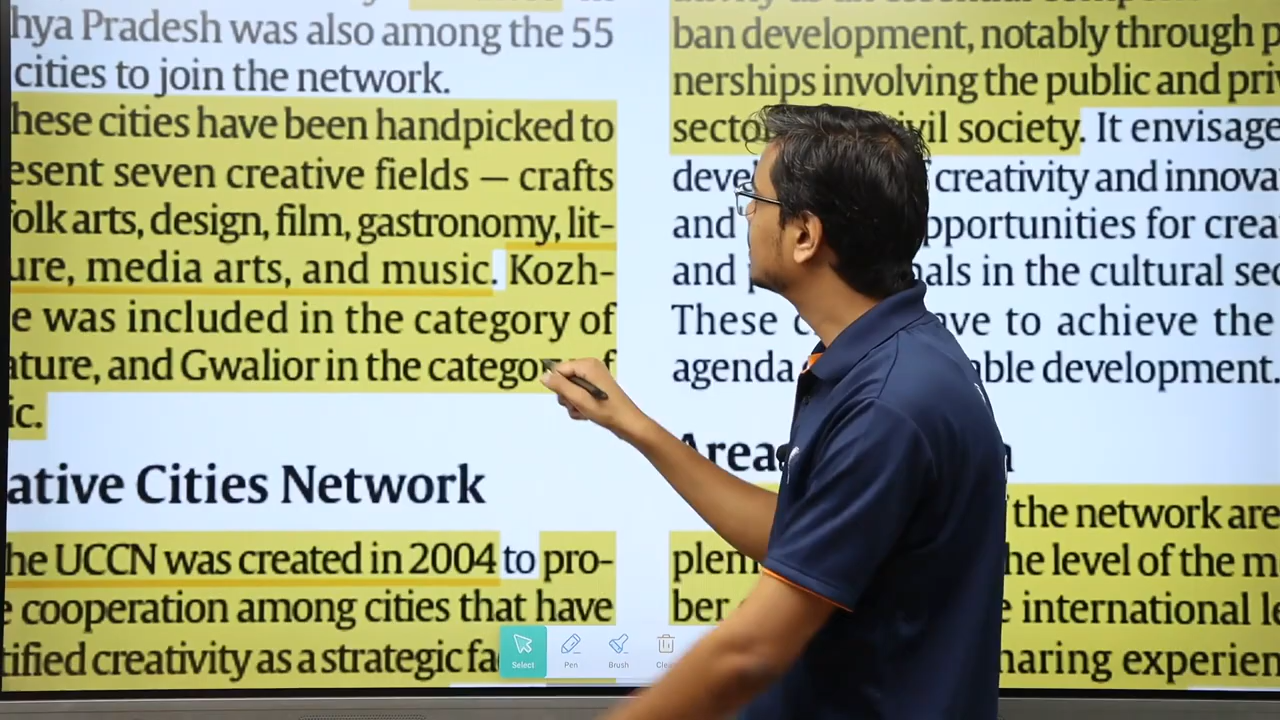 hya Pradesh was also among the 55
cities to join the network.
hese cities have been handpicked to
esent seven creative fields — crafts
folk arts, design, film, gastronomy, lit-
ure, media arts, and music. Kozh-
e was included in the category of
ature, and Gwalior in the category of
ic.
ative Cities Network
he UCCN was created in 2004 to pro-
e cooperation among cities that have
tified creativity as a strategic fa
ban development, notably through p
nerships involving the public and priv
sector ivil society. It envisage
deve creativity and innova
and pportunities for crea
and nals in the cultural sec
These ave to achieve the
agenda able development.
Area n
the network are
plem he level of the m
ber e international le
haring experien
Select
Pen
Brush
Clea